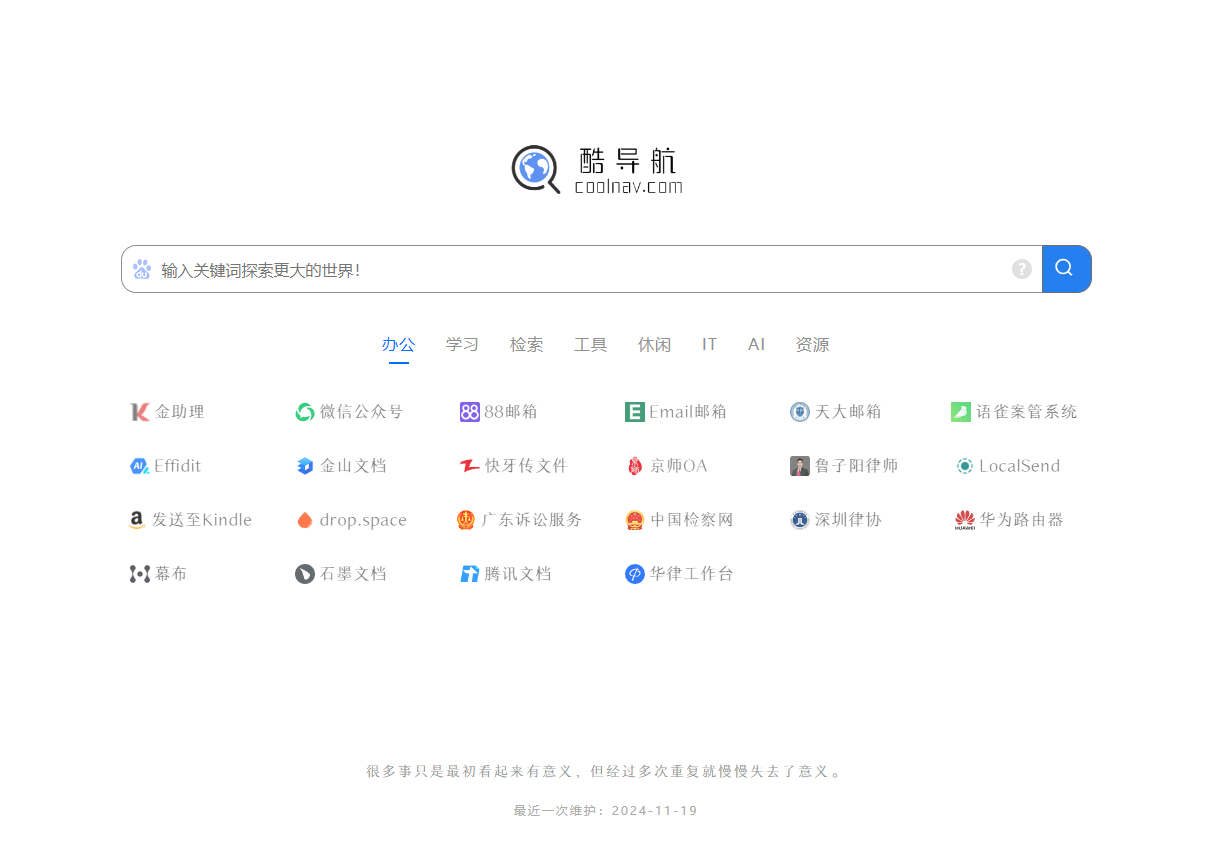 酷导航
coolnav.com
du 输入关键词探索更大的世界! ?
办公 学习 检索 工具 休闲 IT AI 资源
金助理 微信公众号 88 88邮箱 E Email邮箱 天大邮箱 语雀案管系统
AI Effidit 金山文档 快牙传文件 京师OA 鲁子阳律师 LocalSend
a 发送至Kindle drop.space 广东诉讼服务 中国检察网 深圳律协 HUAWEI 华为路由器
幕布 石墨文档 腾讯文档 华律工作台
很多事只是最初看起来有意义，但经过多次重复就慢慢失去了意义。
最近一次维护：2024-11-19